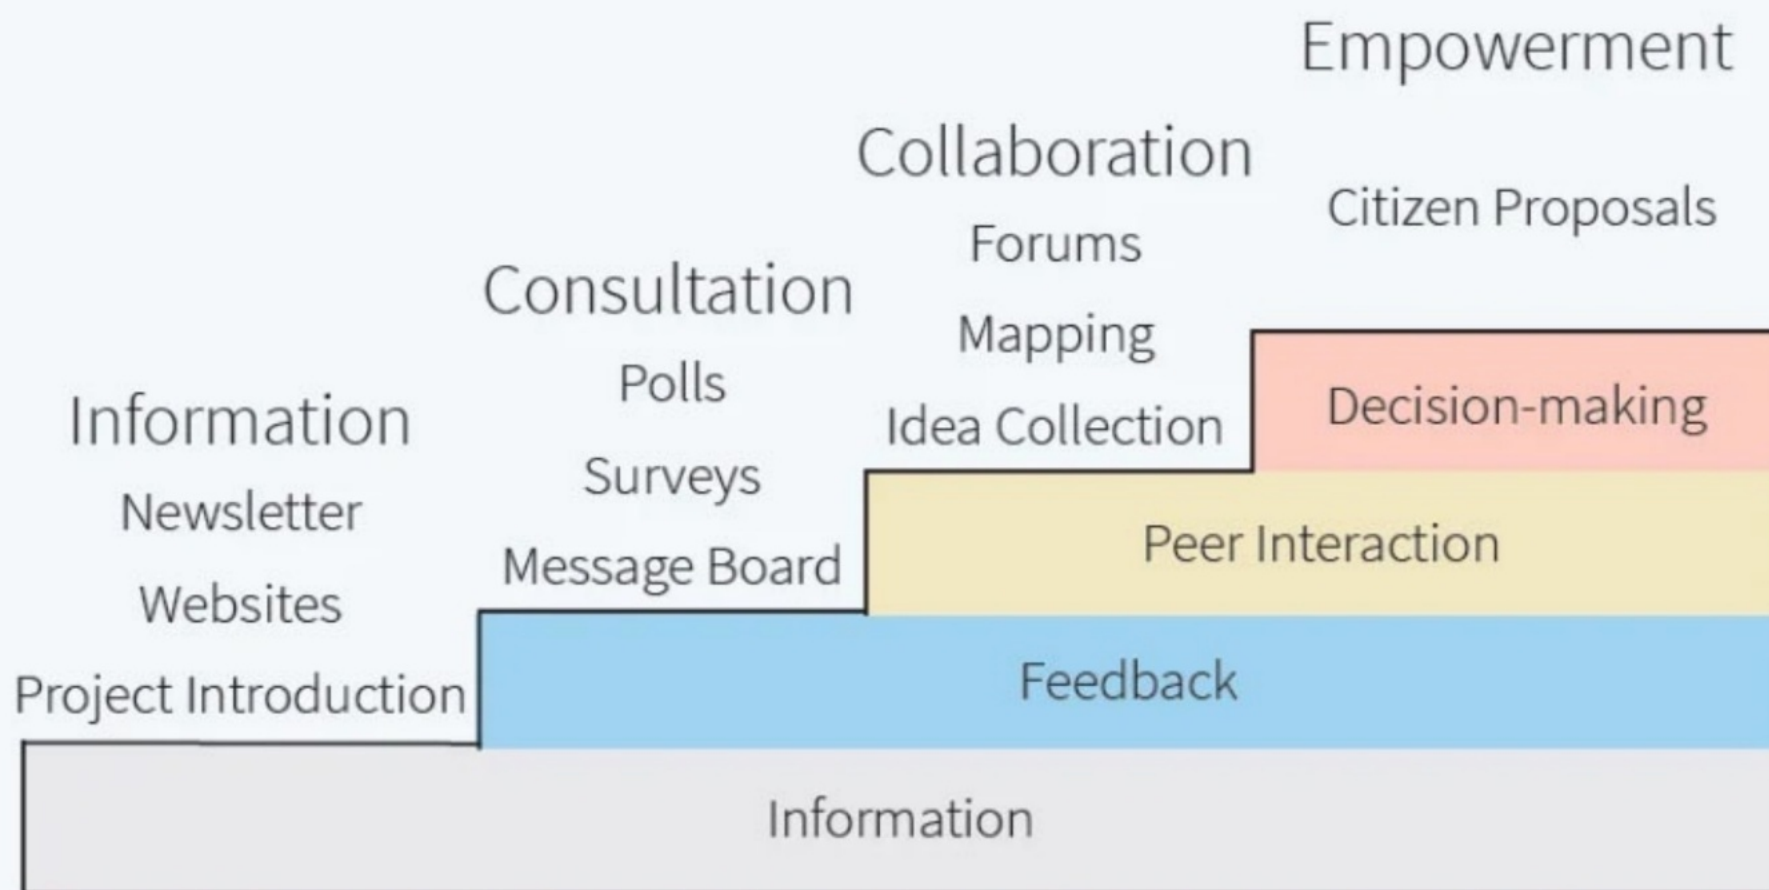 Empowerment
Citizen Proposals
Decision-making
Collaboration
Forums
Mapping
Idea Collection
Peer Interaction
Consultation
Polls
Surveys
Message Board
Feedback
Information
Newsletter
Websites
Project Introduction
Information